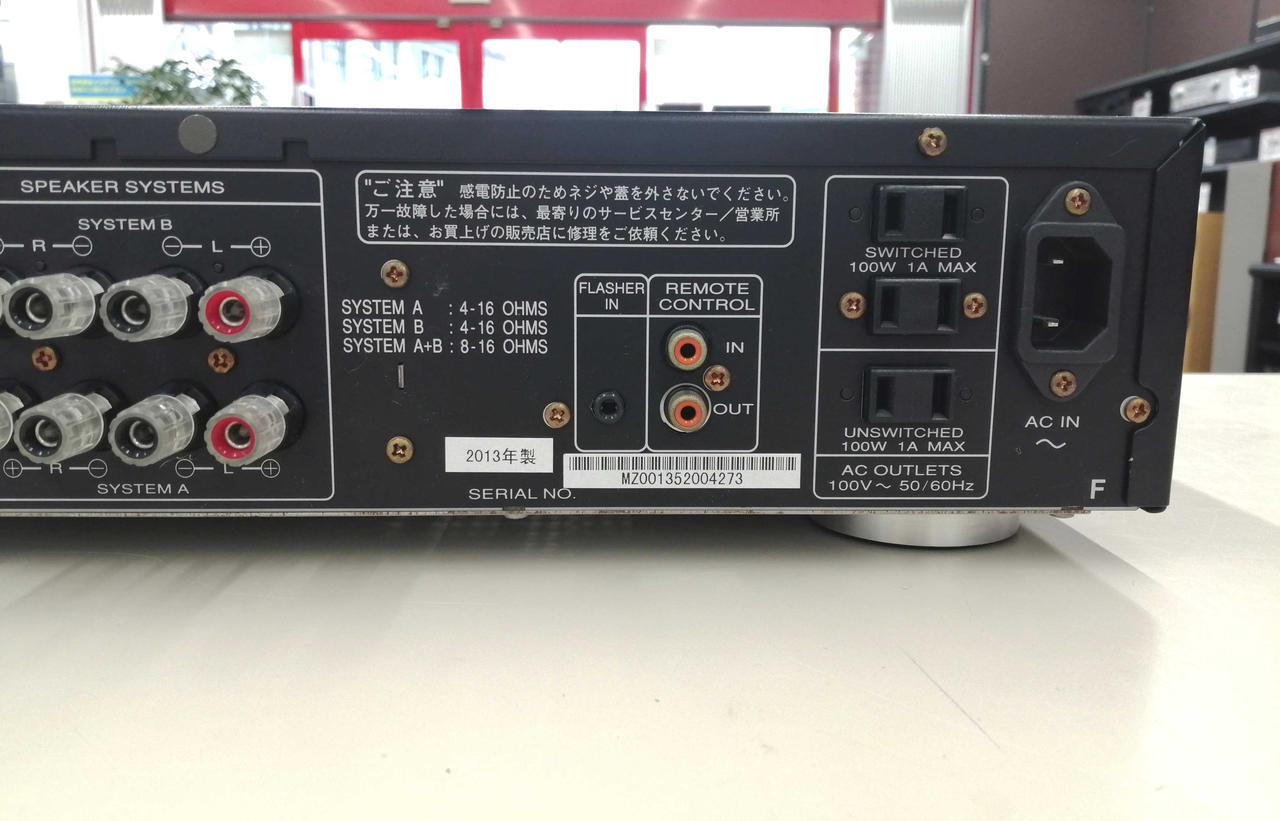 SPEAKER SYSTEMS
SYSTEM B
R ⊖ ⊖ L ⊕
⊕ R ⊖ ⊖ L ⊕
SYSTEM A
"ご注意" 感電防止のためネジや蓋を外さないでください。
万一故障した場合には、最寄りのサービスセンター／営業所
または、お買上げの販売店に修理をご依頼ください。
SYSTEM A : 4-16 OHMS
SYSTEM B : 4-16 OHMS
SYSTEM A+B : 8-16 OHMS
FLASHER
IN
REMOTE
CONTROL
IN
OUT
2013年製
SERIAL NO.
MZ001352004273
SWITCHED
100W 1A MAX
UNSWITCHED
100W 1A MAX
AC OUTLETS
100V～ 50/60Hz
AC IN
～
F